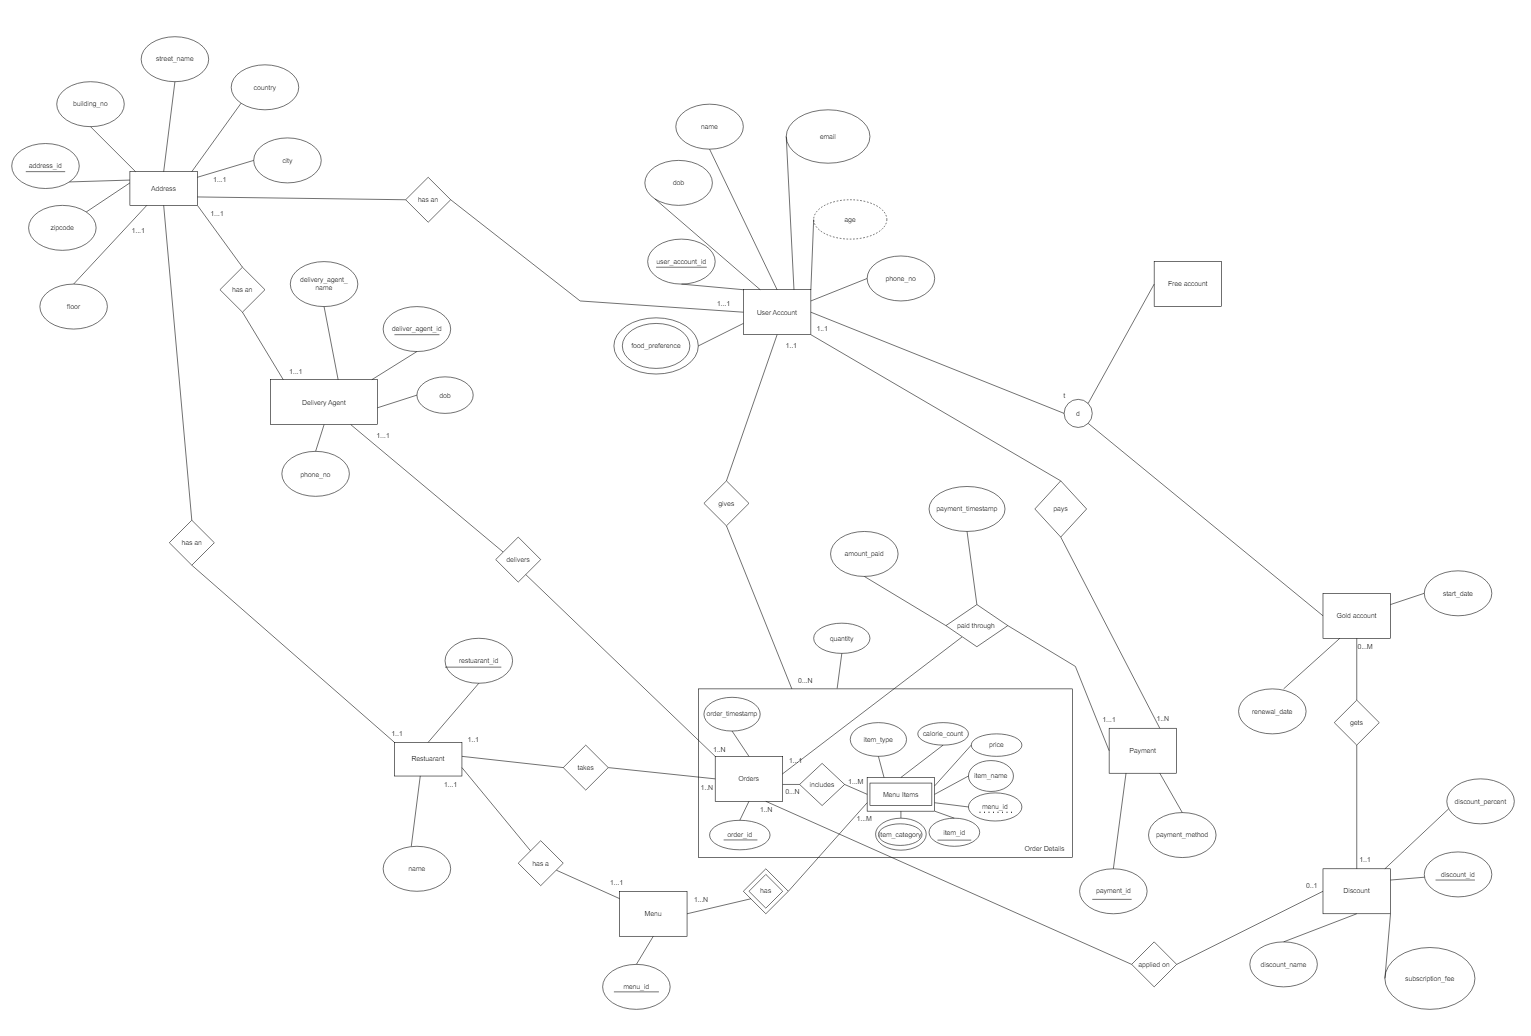 street_name
country
building_no
name
email
city
address_id
1...1
Address
dob
has an
1...1
age
zipcode
1...1
user_account_id
phone_no
delivery_agent_
name
Free account
has an
floor
1...1
User Account
deliver_agent_id
1..1
food_preference
1..1
1...1
dob
t
Delivery Agent
d
1...1
phone_no
gives
payment_timestamp
pays
has an
amount_paid
delivers
start_date
Gold account
paid through
quantity
0...M
restuarant_id
0...N
order_timestamp
renewal_date
1...1
1..N
gets
1..1
1...1
item_type
calorie_count
price
1..N
Payment
Restuarant
1...1
takes
Orders
includes
1...M
item_name
1...1
1..N
0...N
Menu Items
menu_id
discount_percent
1..N
1...M
order_id
item_category
item_id
payment_method
Order Details
1..1
has a
name
discount_id
1...1
0..1
Discount
has
payment_id
1...N
Menu
applied on
discount_name
subscription_fee
menu_id